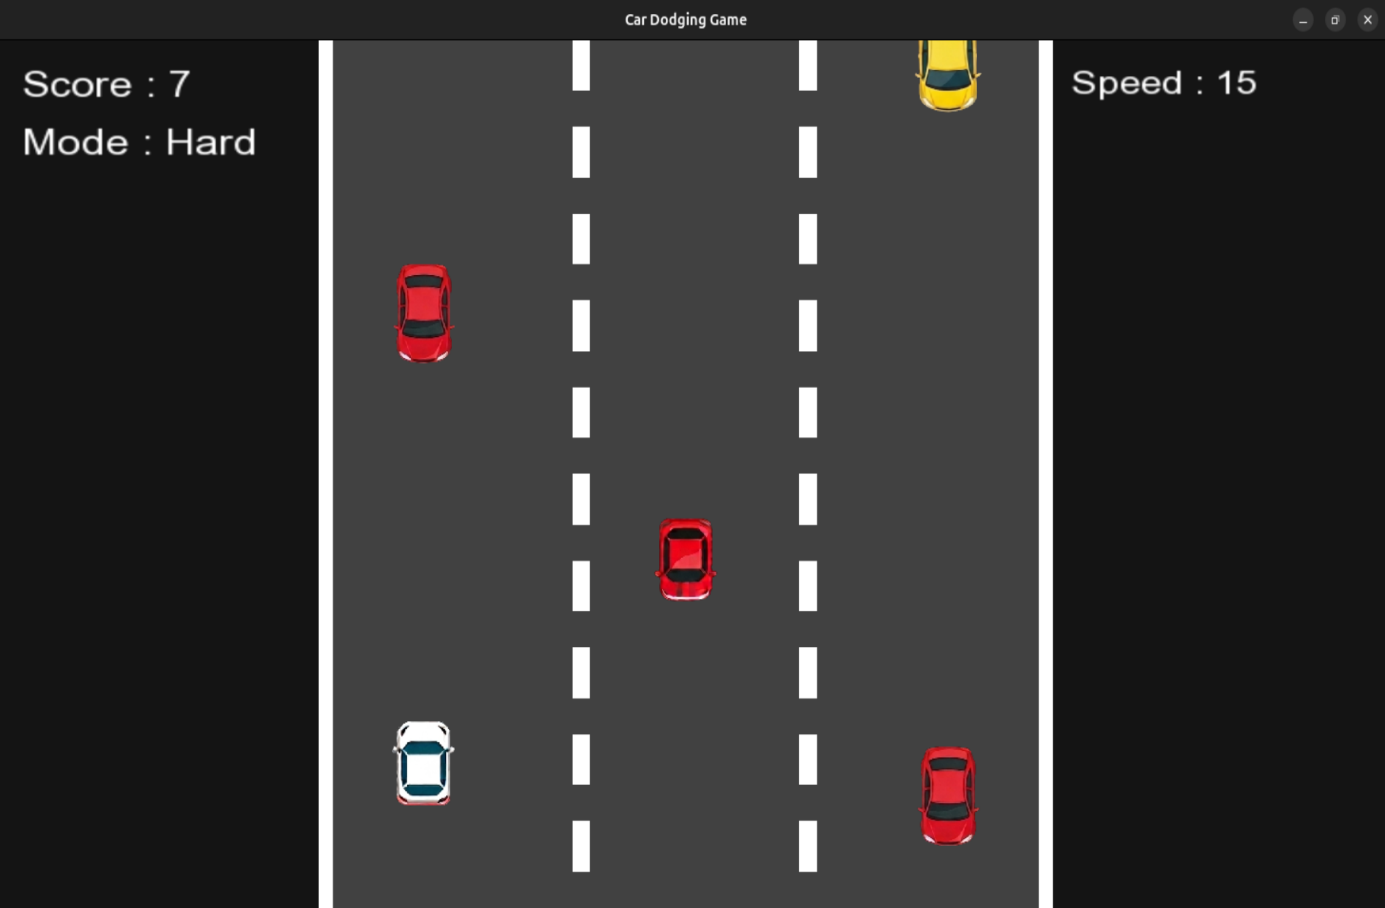 Car Dodging Game
Score : 7
Speed : 15
Mode : Hard